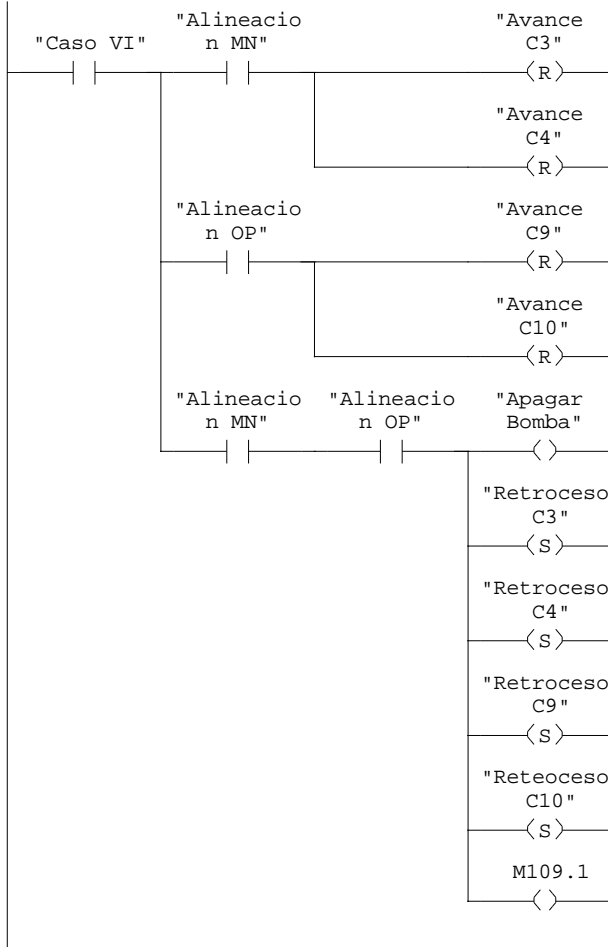 "Alineacio
n MN"
"Avance
C3"
"Caso VI"
(R)
"Avance
C4"
(R)
"Alineacio
n OP"
"Avance
C9"
(R)
"Avance
C10"
(R)
"Alineacio
n MN"
"Alineacio
n OP"
"Apagar
Bomba"
"Retroceso
C3"
(S)
"Retroceso
C4"
(S)
"Retroceso
C9"
(S)
"Reteoceso
C10"
(S)
M109.1